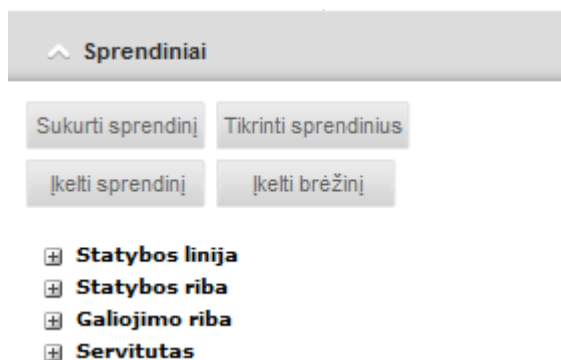 Sprendiniai
Sukurti sprendinį Tikrinti sprendinius
Įkelti sprendinį Įkelti brėžinį
Statybos linija
Statybos riba
Galiojimo riba
Servitutas